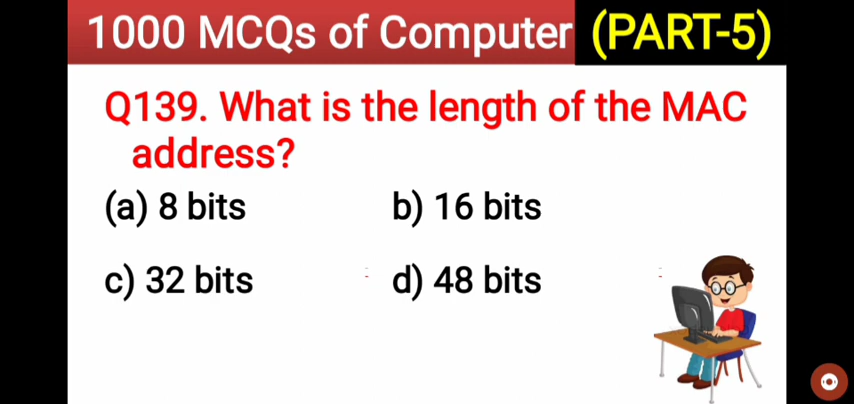 1000 MCQs of Computer (PART-5)
Q139. What is the length of the MAC
address?
(a) 8 bits b) 16 bits
c) 32 bits d) 48 bits